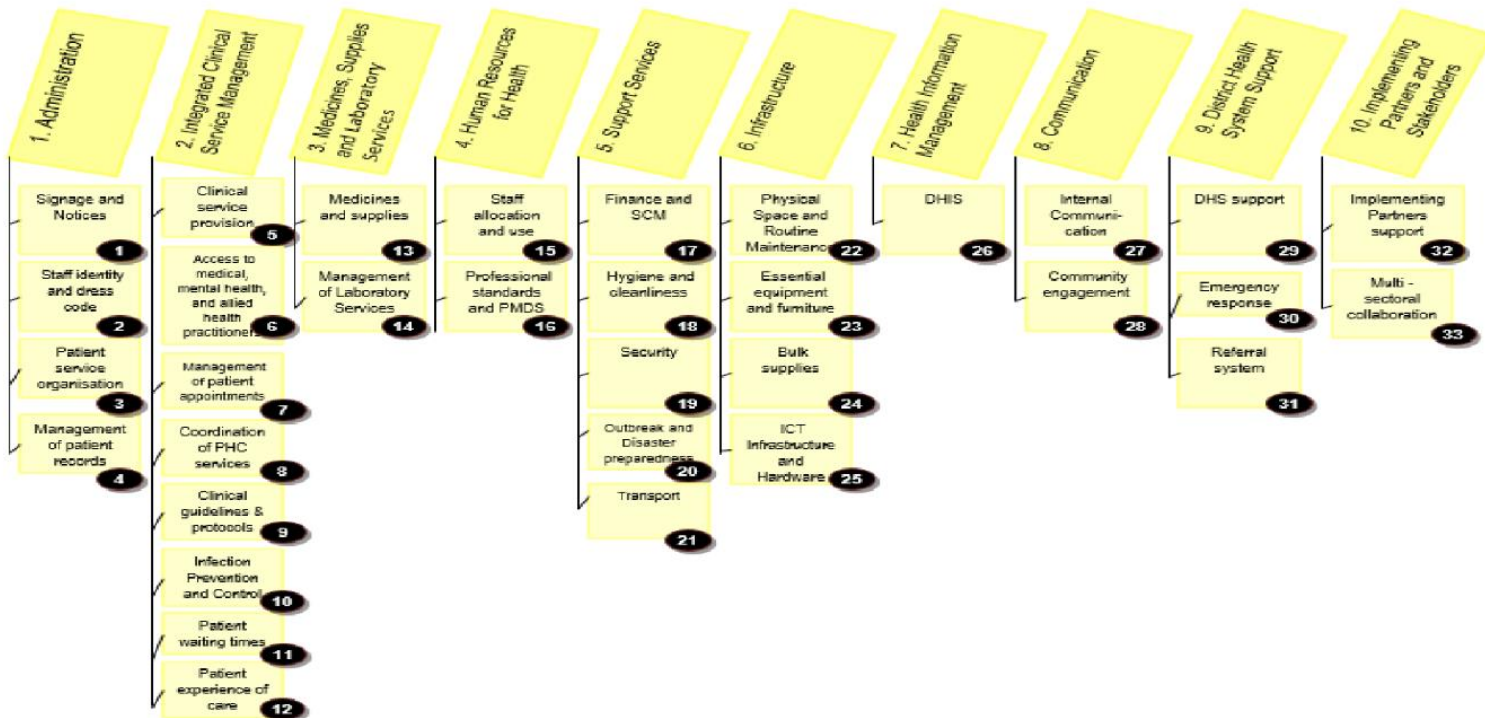 1. Administration
Signage and
Notices
1
Staff identity
and dress
code
2
Patient
service
organisation
3
Management
of patient
records
4
2. Integrated Clinical
Service Management
Clinical
service
provision
5
Access to
medical,
mental health,
and allied
health
practitioners
6
Management
of patient
appointments
7
Coordination
of PHC
services
8
Clinical
guidelines &
protocols
9
Infection
Prevention
and Control
10
Patient
waiting times
11
Patient
experience of
care
12
3. Medicines, Supplies
and Laboratory
Services
Medicines
and supplies
13
Management
of Laboratory
Services
14
4. Human Resources
for Health
Staff
allocation
and use
15
Professional
standards
and PMDS
16
5. Support Services
Finance and
SCM
17
Hygiene and
cleanliness
18
Security
19
Outbreak and
Disaster
preparedness
20
Transport
21
6. Infrastructure
Physical
Space and
Routine
Maintenance
22
Essential
equipment
and furniture
23
Bulk
supplies
24
ICT
Infrastructure
and
Hardware
25
7. Health Information
Management
DHIS
26
8. Communication
Internal
Communi-
cation
27
Community
engagement
28
9. District Health
System Support
DHS support
29
Emergency
response
30
Referral
system
31
10. Implementing
Partners and
Stakeholders
Implementing
Partners
support
32
Multi -
sectoral
collaboration
33